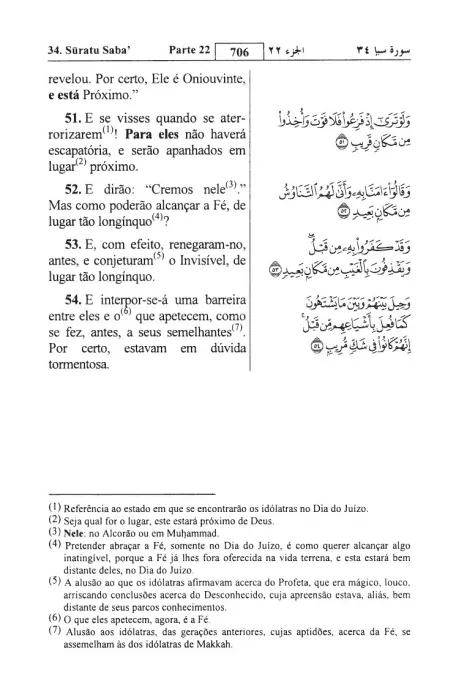 34. Sūratu Saba’ Parte 22 706 الجزء ٢٢ سورة سبإ ٣٤
revelou. Por certo, Ele é Oniouvinte,
e está Próximo.”
51. E se visses quando se ater-
rorizarem(1)! Para eles não haverá
escapatória, e serão apanhados em
lugar(2) próximo.
وَلَوْ تَرَىٰٓ إِذْ فَزِعُوا۟ فَلَا فَوْتَ وَأُخِذُوا۟
مِن مَّكَانٍ قَرِيبٍ ٥١
52. E dirão: “Cremos nele(3).”
Mas como poderão alcançar a Fé, de
lugar tão longínquo(4)?
وَقَالُوٓا۟ ءَامَنَّا بِهِۦ وَأَنَّىٰ لَهُمُ ٱلتَّنَاوُشُ
مِن مَّكَانٍۭ بَعِيدٍ ٥٢
53. E, com efeito, renegaram-no,
antes, e conjeturam(5) o Invisível, de
lugar tão longínquo.
وَقَدْ كَفَرُوا۟ بِهِۦ مِن قَبْلُ ۖ
وَيَقْذِفُونَ بِٱلْغَيْبِ مِن مَّكَانٍۭ بَعِيدٍ ٥٣
54. E interpor-se-á uma barreira
entre eles e o(6) que apetecem, como
se fez, antes, a seus semelhantes(7).
Por certo, estavam em dúvida
tormentosa.
وَحِيلَ بَيْنَهُمْ وَبَيْنَ مَا يَشْتَهُونَ
كَمَا فُعِلَ بِأَشْيَاعِهِم مِّن قَبْلُ ۚ
إِنَّهُمْ كَانُوا۟ فِى شَكٍّ مُّرِيبٍۭ ٥٤
(1) Referência ao estado em que se encontrarão os idólatras no Dia do Juízo.
(2) Seja qual for o lugar, este estará próximo de Deus.
(3) Nele: no Alcorão ou em Muḥammad.
(4) Pretender abraçar a Fé, somente no Dia do Juízo, é como querer alcançar algo
inatingível, porque a Fé já lhes fora oferecida na vida terrena, e esta estará bem
distante deles, no Dia do Juízo.
(5) A alusão ao que os idólatras afirmavam acerca do Profeta, que era mágico, louco,
arriscando conclusões acerca do Desconhecido, cuja apreensão estava, aliás, bem
distante de seus parcos conhecimentos.
(6) O que eles apetecem, agora, é a Fé.
(7) Alusão aos idólatras, das gerações anteriores, cujas aptidões, acerca da Fé, se
assemelham às dos idólatras de Makkah.